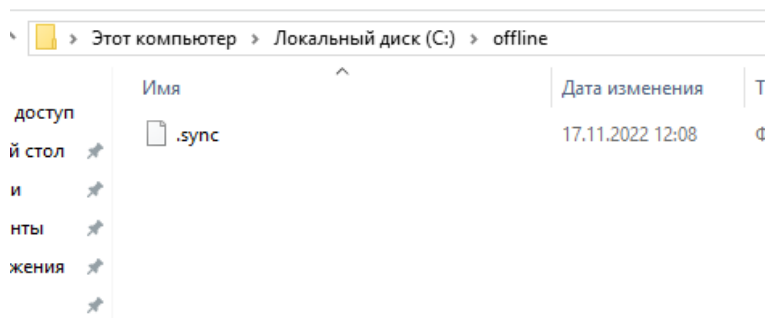 Этот компьютер > Локальный диск (C:) > offline
Имя Дата изменения Т
доступ
.sync 17.11.2022 12:08 Ф
й стол
и
нты
жения